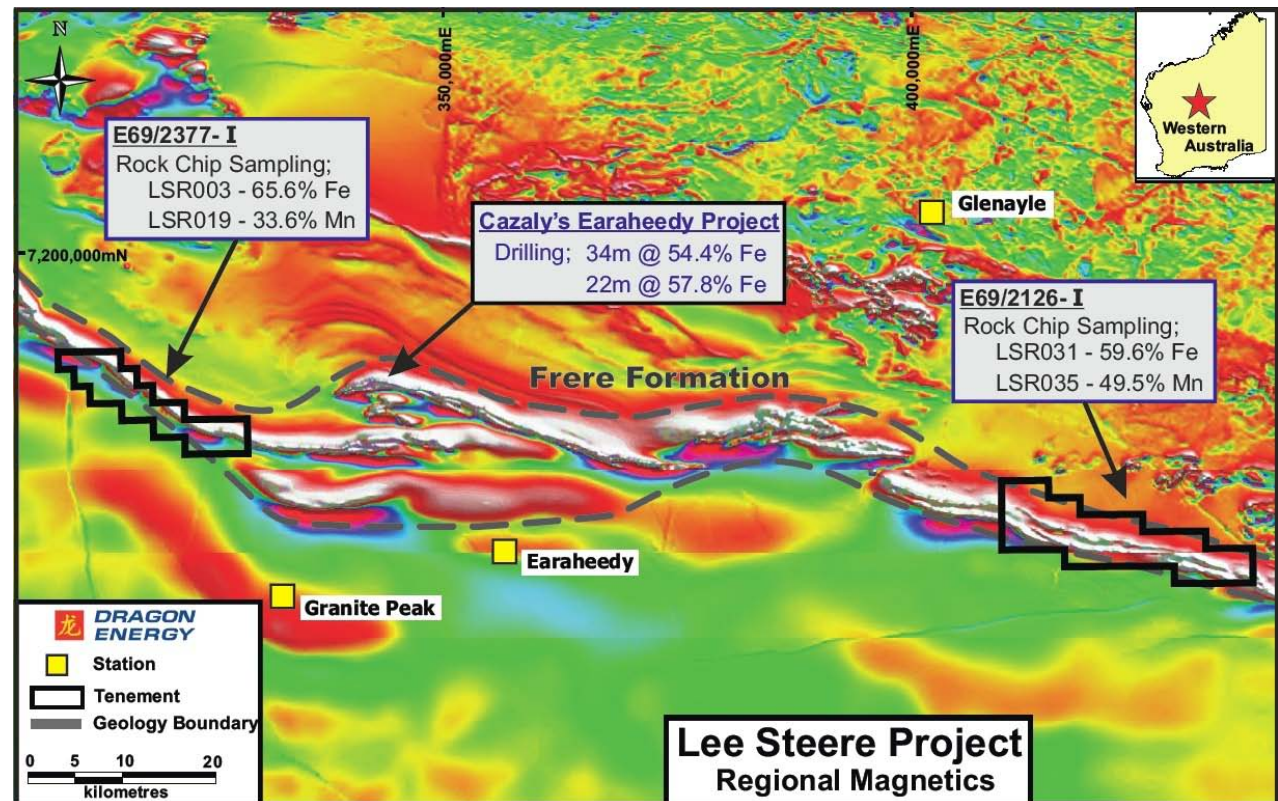 N
350,000mE
400,000mE
7,200,000mN
Western
Australia
E69/2377- I
Rock Chip Sampling;
LSR003 - 65.6% Fe
LSR019 - 33.6% Mn
Cazaly's Earaheedy Project
Drilling; 34m @ 54.4% Fe
22m @ 57.8% Fe
Glenayle
E69/2126- I
Rock Chip Sampling;
LSR031 - 59.6% Fe
LSR035 - 49.5% Mn
Frere Formation
Earaheedy
Granite Peak
龙 DRAGON
ENERGY
Station
Tenement
Geology Boundary
0 5 10 20
kilometres
Lee Steere Project
Regional Magnetics